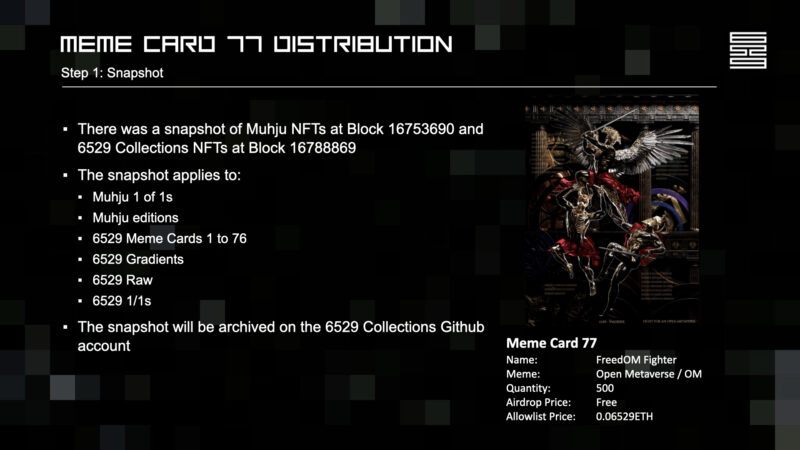 MEME CARD 77 DISTRIBUTION
Step 1: Snapshot
▪ There was a snapshot of Muhju NFTs at Block 16753690 and
6529 Collections NFTs at Block 16788869
▪ The snapshot applies to:
▪ Muhju 1 of 1s
▪ Muhju editions
▪ 6529 Meme Cards 1 to 76
▪ 6529 Gradients
▪ 6529 Raw
▪ 6529 1/1s
▪ The snapshot will be archived on the 6529 Collections Github
account
Meme Card 77
Name: FreedOM Fighter
Meme: Open Metaverse / OM
Quantity: 500
Airdrop Price: Free
Allowlist Price: 0.06529ETH